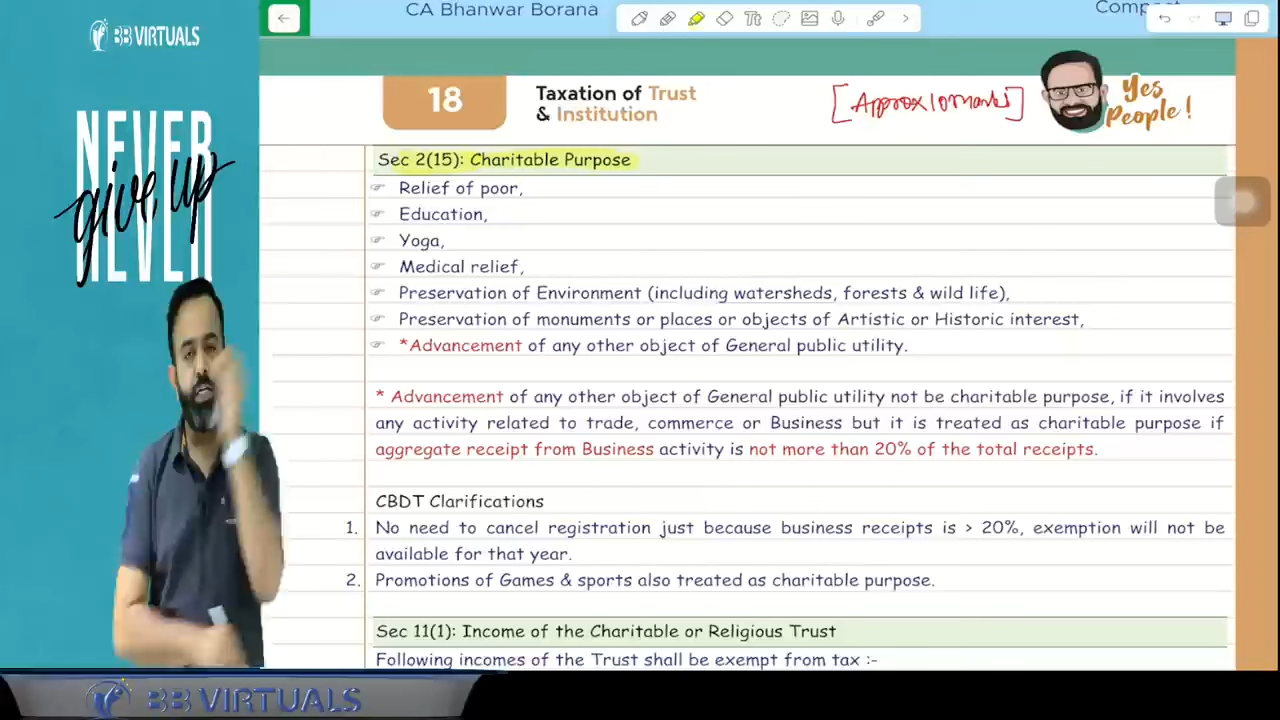 CA Bhanwar Borana
Compact
BB VIRTUALS
NEVER
give up
NEVER
18
Taxation of Trust
& Institution
[Approx 10 marks]
Yes
People!
Sec 2(15): Charitable Purpose
☞ Relief of poor,
☞ Education,
☞ Yoga,
☞ Medical relief,
☞ Preservation of Environment (including watersheds, forests & wild life),
☞ Preservation of monuments or places or objects of Artistic or Historic interest,
☞ *Advancement of any other object of General public utility.
* Advancement of any other object of General public utility not be charitable purpose, if it involves
any activity related to trade, commerce or Business but it is treated as charitable purpose if
aggregate receipt from Business activity is not more than 20% of the total receipts.
CBDT Clarifications
1. No need to cancel registration just because business receipts is > 20%, exemption will not be
available for that year.
2. Promotions of Games & sports also treated as charitable purpose.
Sec 11(1): Income of the Charitable or Religious Trust
Following incomes of the Trust shall be exempt from tax :-
BB VIRTUALS